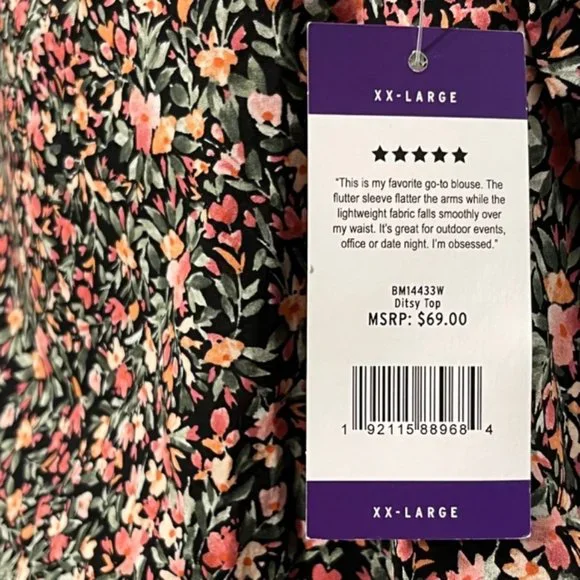 XX-LARGE
★★★★★
"This is my favorite go-to blouse. The
flutter sleeve flatter the arms while the
lightweight fabric falls smoothly over
my waist. It's great for outdoor events,
office or date night. I'm obsessed."
BM14433W
Ditsy Top
MSRP: $69.00
1 92115 88968 4
XX-LARGE